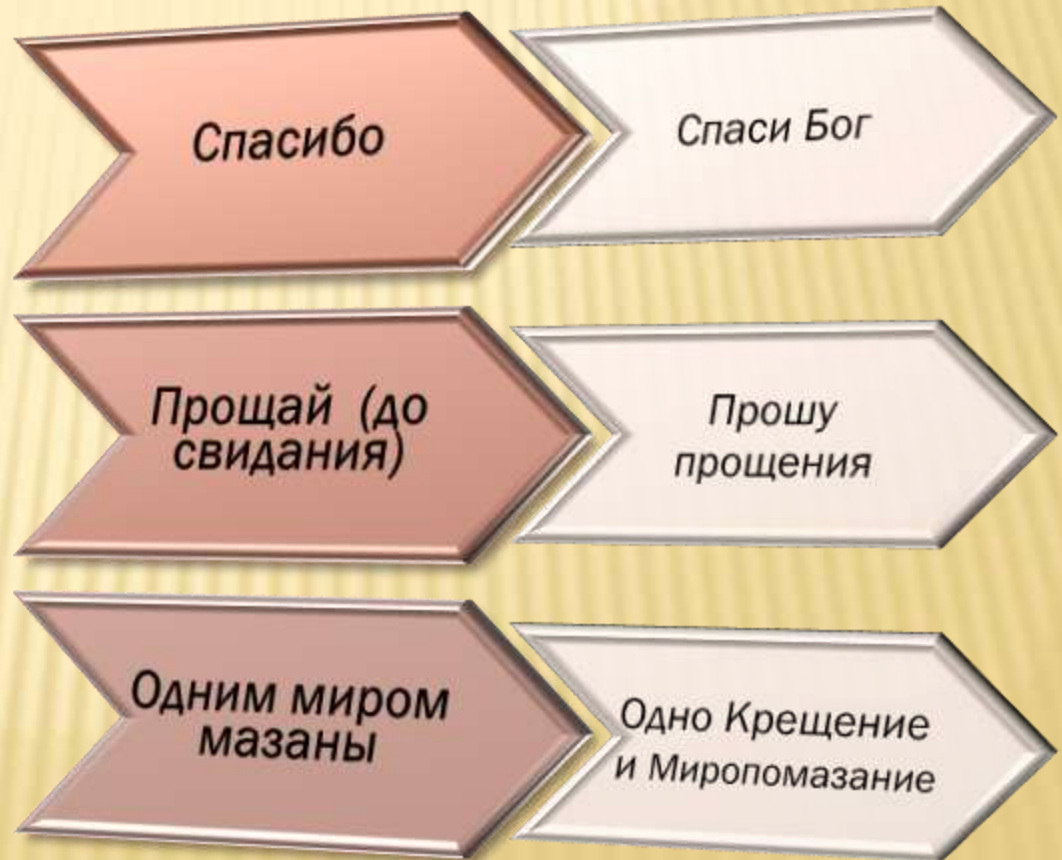 Спасибо
Спаси Бог
Прощай (до
свидания)
Прошу
прощения
Одним миром
мазаны
Одно Крещение
и Миропомазание